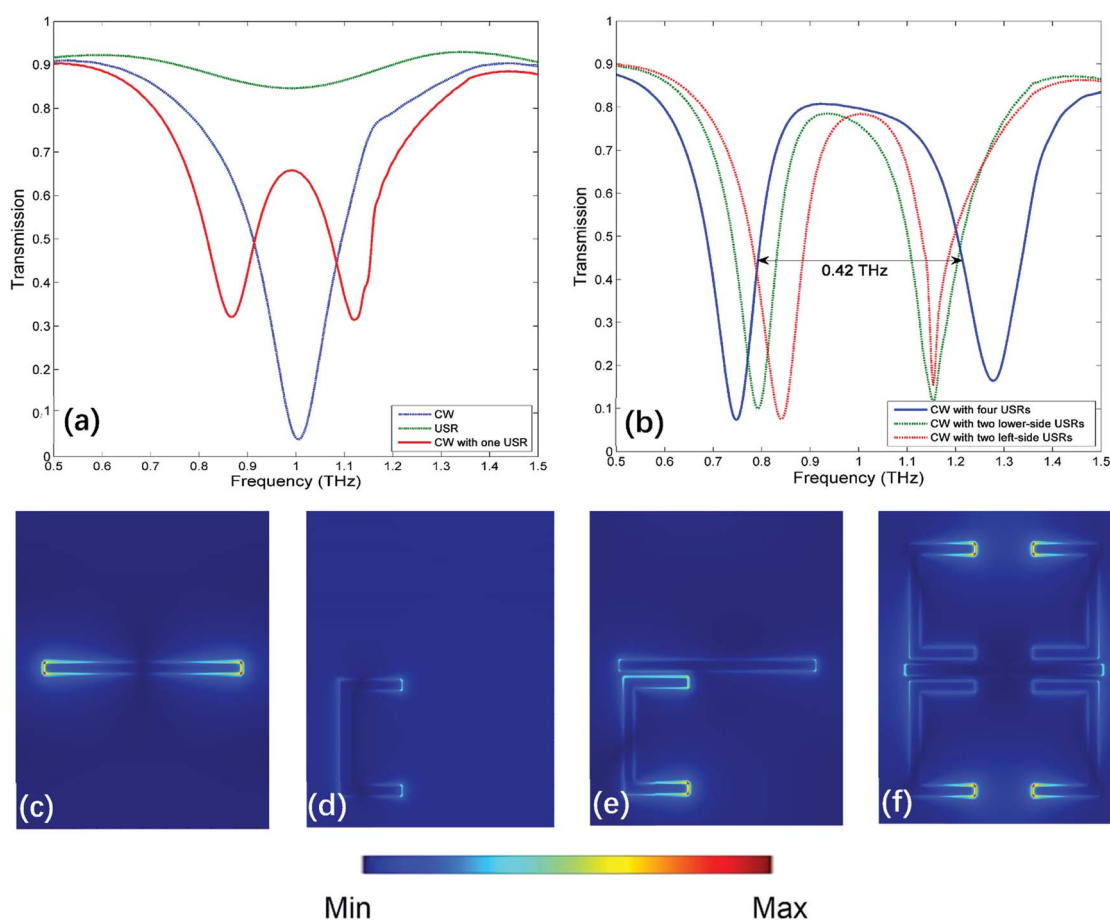 1
0.9
0.8
0.7
0.6
0.5
0.4
0.3
0.2
0.1
0
Transmission
(a)
CW
USR
CW with one USR
0.5 0.6 0.7 0.8 0.9 1 1.1 1.2 1.3 1.4 1.5
Frequency (THz)
1
0.9
0.8
0.7
0.6
0.5
0.4
0.3
0.2
0.1
0
Transmission
0.42 THz
(b)
CW with four USRs
CW with two lower-side USRs
CW with two left-side USRs
0.5 0.6 0.7 0.8 0.9 1 1.1 1.2 1.3 1.4 1.5
Frequency (THz)
(c)
(d)
(e)
(f)
Min Max